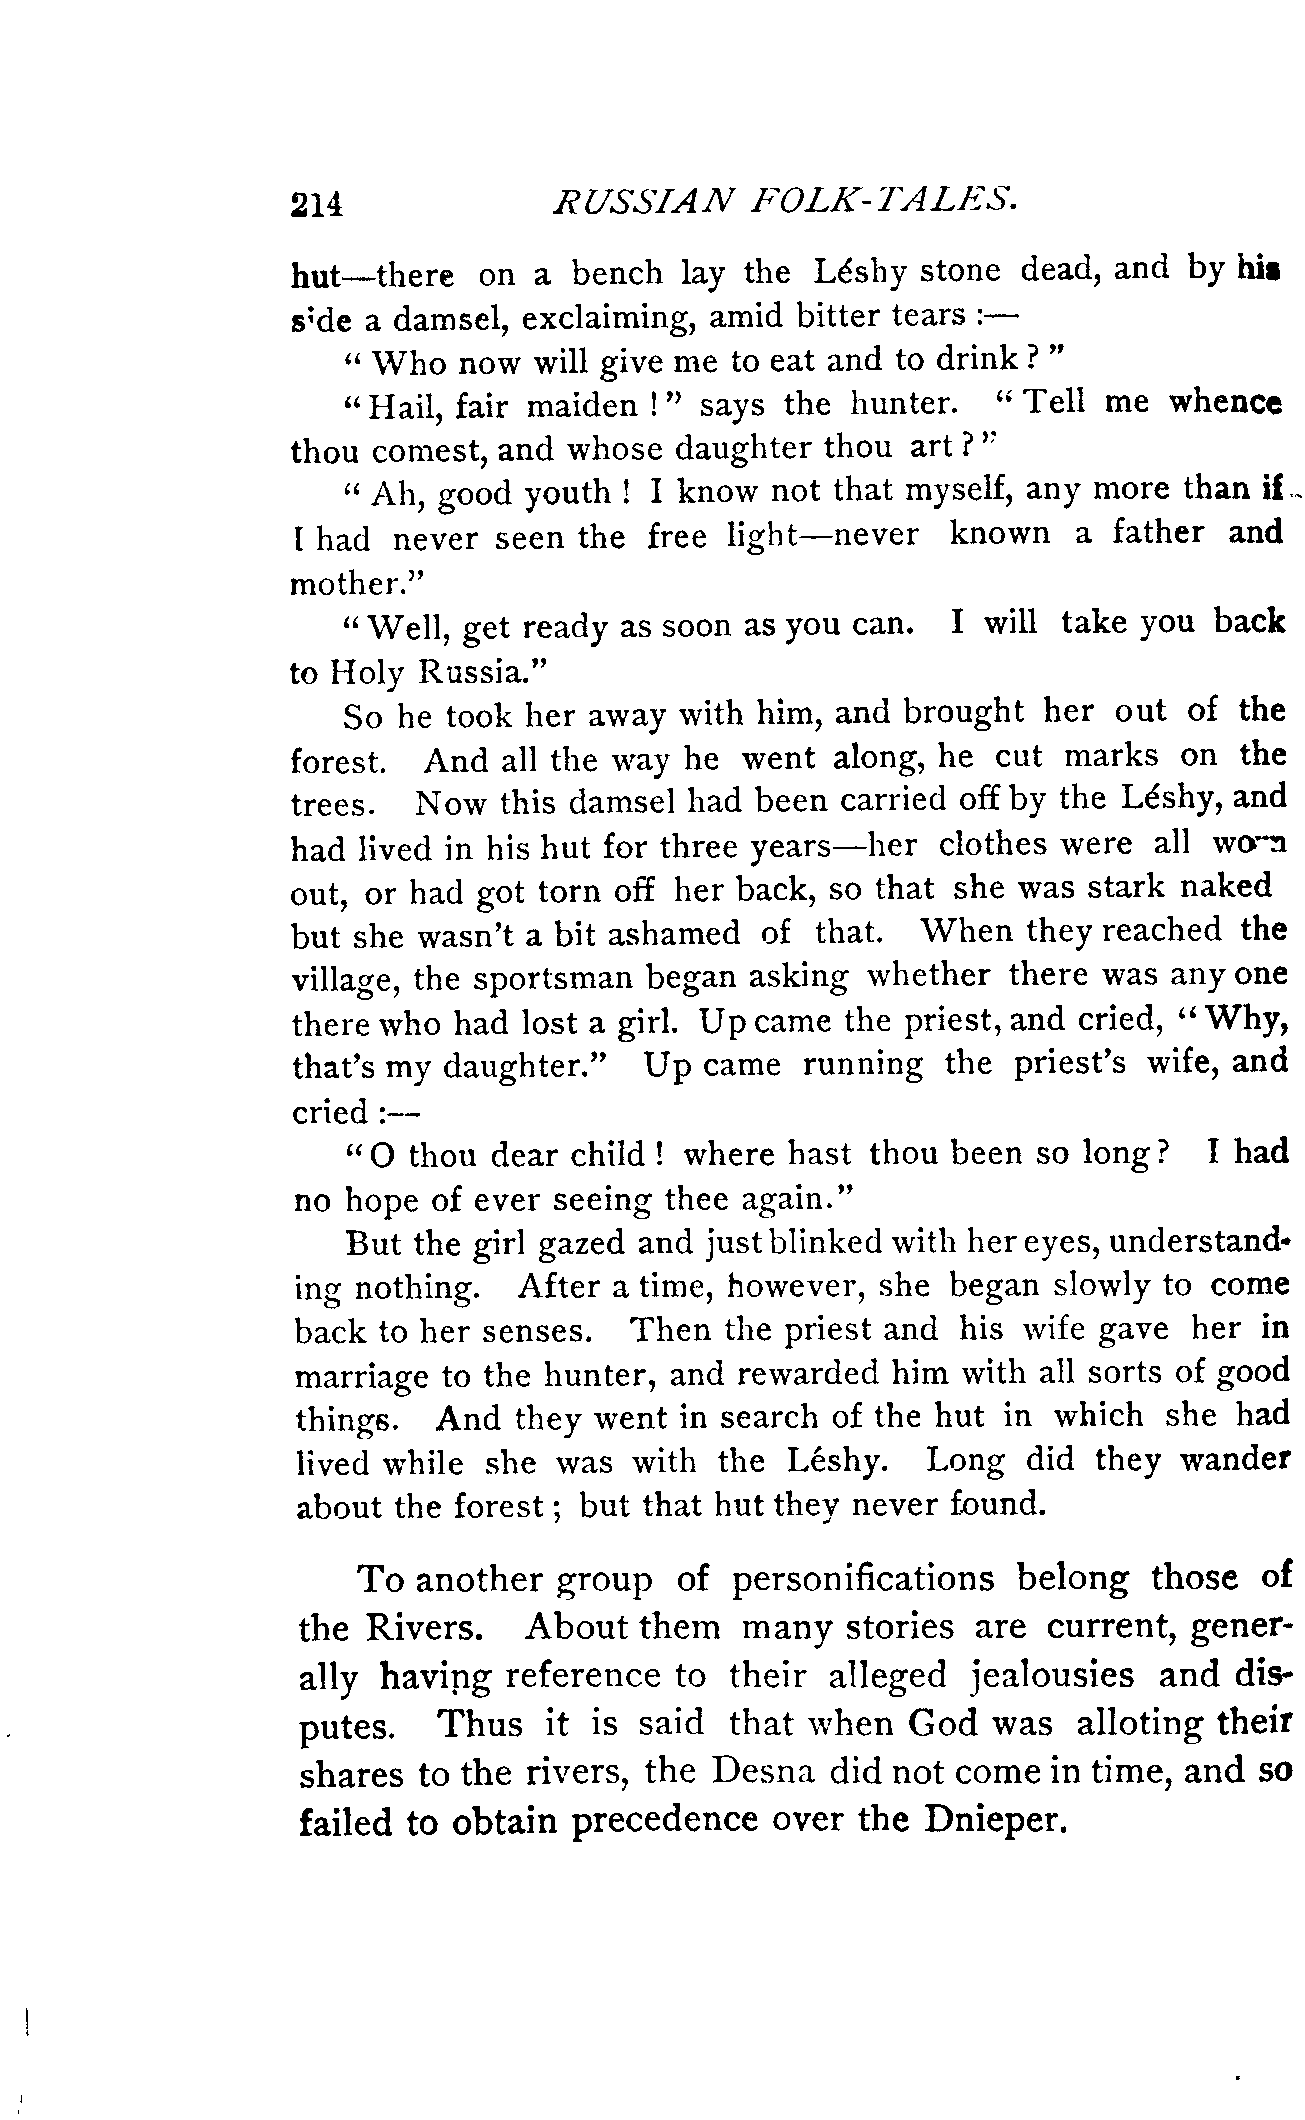 214 RUSSIAN FOLK-TALES.
hut—there on a bench lay the Léshy stone dead, and by his
side a damsel, exclaiming, amid bitter tears :—
“ Who now will give me to eat and to drink ? ”
“ Hail, fair maiden ! ” says the hunter. “ Tell me whence
thou comest, and whose daughter thou art ? ”
“ Ah, good youth ! I know not that myself, any more than if
I had never seen the free light—never known a father and
mother.”
“ Well, get ready as soon as you can. I will take you back
to Holy Russia.”
So he took her away with him, and brought her out of the
forest. And all the way he went along, he cut marks on the
trees. Now this damsel had been carried off by the Léshy, and
had lived in his hut for three years—her clothes were all worn
out, or had got torn off her back, so that she was stark naked
but she wasn’t a bit ashamed of that. When they reached the
village, the sportsman began asking whether there was any one
there who had lost a girl. Up came the priest, and cried, “ Why,
that’s my daughter.” Up came running the priest’s wife, and
cried :—
“ O thou dear child ! where hast thou been so long ? I had
no hope of ever seeing thee again.”
But the girl gazed and just blinked with her eyes, understand-
ing nothing. After a time, however, she began slowly to come
back to her senses. Then the priest and his wife gave her in
marriage to the hunter, and rewarded him with all sorts of good
things. And they went in search of the hut in which she had
lived while she was with the Léshy. Long did they wander
about the forest ; but that hut they never found.
To another group of personifications belong those of
the Rivers. About them many stories are current, gener-
ally having reference to their alleged jealousies and dis-
putes. Thus it is said that when God was alloting their
shares to the rivers, the Desna did not come in time, and so
failed to obtain precedence over the Dnieper.